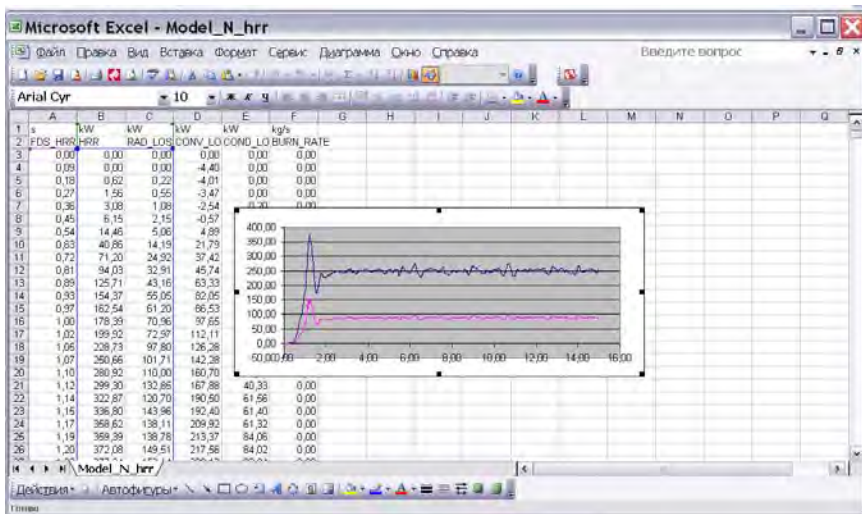 Microsoft Excel - Model_N_hrr
Файл Правка Вид Вставка Формат Сервис Диаграмма Окно Справка Введите вопрос
Arial Cyr 10 Ж К Ч
A B C D E F G H I J K L M N O P Q
1 s kW kW kW kW kg/s
2 FDS_HRR HRR RAD_LOS CONV_LO COND_LO BURN_RATE
3 0,00 0,00 0,00 0,00 0,00 0,00
4 0,09 0,00 0,00 -4,40 0,00 0,00
5 0,18 0,62 0,22 -4,01 0,00 0,00
6 0,27 1,56 0,55 -3,47 0,00 0,00
7 0,36 3,08 1,08 -2,54 0,20 0,00
8 0,45 6,15 2,15 -0,57
9 0,54 14,46 5,06 4,89
10 0,63 40,86 14,19 21,79
11 0,72 71,20 24,92 37,42
12 0,81 94,03 32,91 45,74
13 0,89 125,71 43,16 63,33
14 0,93 154,37 55,05 82,05
15 0,97 162,54 61,20 86,53
16 1,00 178,39 70,96 97,65
17 1,02 199,92 72,97 112,11
18 1,05 228,73 97,80 126,28
19 1,07 250,66 101,71 142,28
20 1,10 280,92 110,00 160,70
21 1,12 299,30 132,85 167,88 40,33 0,00
22 1,14 322,87 120,70 190,50 61,56 0,00
23 1,15 336,80 143,96 192,40 61,40 0,00
24 1,17 358,62 138,11 209,92 61,32 0,00
25 1,19 359,39 138,78 213,37 84,06 0,00
26 1,20 372,08 149,51 217,56 84,02 0,00
400,00
350,00
300,00
250,00
200,00
150,00
100,00
50,00
0,00
50,00 0,00 2,00 4,00 6,00 8,00 10,00 12,00 14,00 16,00
Model_N_hrr
Действия Автофигуры
Готово